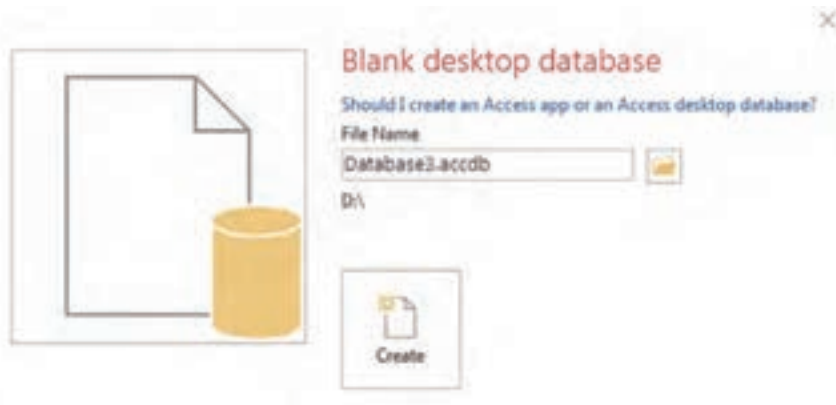 Blank desktop database
Should I create an Access app or an Access desktop database?
File Name
Database3.accdb
D:\
Create